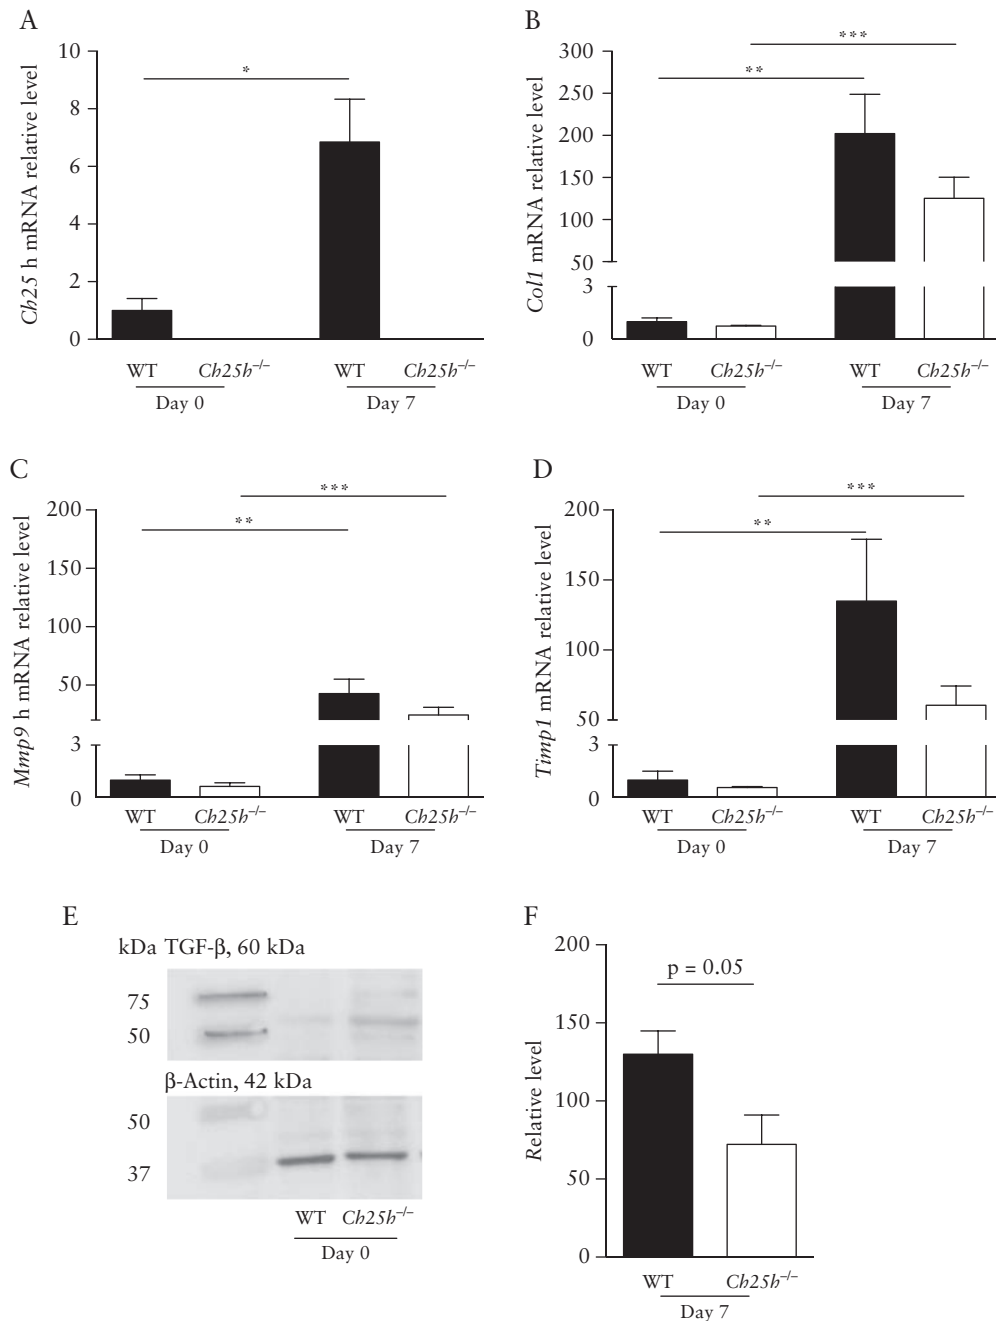 A
10
8
6
4
2
0
Ch25 h mRNA relative level
*
WT Ch25h–/– WT Ch25h–/–
Day 0 Day 7
B
300
250
200
150
100
50
3
0
Col1 mRNA relative level
**
***
WT Ch25h–/– WT Ch25h–/–
Day 0 Day 7
C
200
150
100
50
3
0
Mmp9 h mRNA relative level
**
***
WT Ch25h–/– WT Ch25h–/–
Day 0 Day 7
D
200
150
100
50
3
0
Timp1 mRNA relative level
**
***
WT Ch25h–/– WT Ch25h–/–
Day 0 Day 7
E
kDa TGF-β, 60 kDa
75
50
β-Actin, 42 kDa
50
37
WT Ch25h–/–
Day 0
F
200
150
100
50
0
Relative level
p = 0.05
WT Ch25h–/–
Day 7